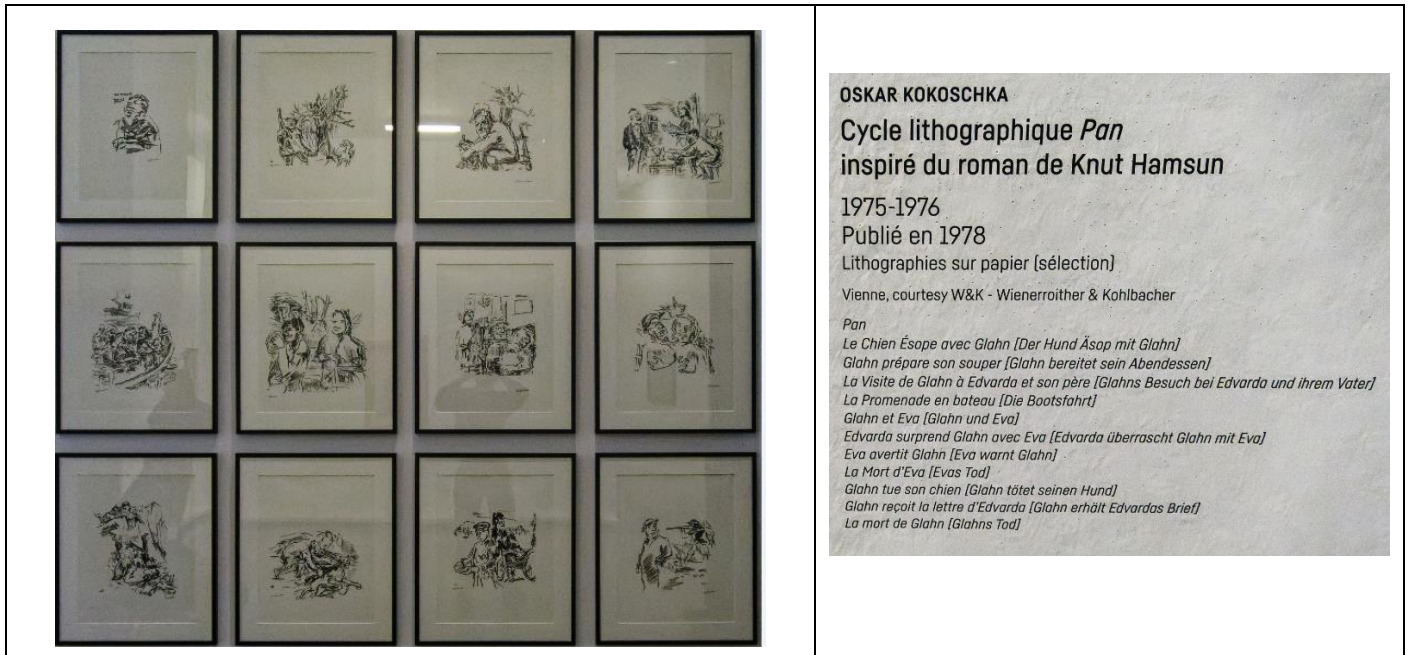 OSKAR KOKOSCHKA
Cycle lithographique Pan
inspiré du roman de Knut Hamsun
1975-1976
Publié en 1978
Lithographies sur papier (sélection)
Vienne, courtesy W&K - Wienerroither & Kohlbacher
Pan
Le Chien Ésope avec Glahn [Der Hund Äsop mit Glahn]
Glahn prépare son souper [Glahn bereitet sein Abendessen]
La Visite de Glahn à Edvarda et son père [Glahns Besuch bei Edvarda und ihrem Vater]
La Promenade en bateau [Die Bootsfahrt]
Glahn et Eva [Glahn und Eva]
Edvarda surprend Glahn avec Eva [Edvarda überrascht Glahn mit Eva]
Eva avertit Glahn [Eva warnt Glahn]
La Mort d'Eva [Evas Tod]
Glahn tue son chien [Glahn tötet seinen Hund]
Glahn reçoit la lettre d'Edvarda [Glahn erhält Edvardas Brief]
La mort de Glahn [Glahns Tod]